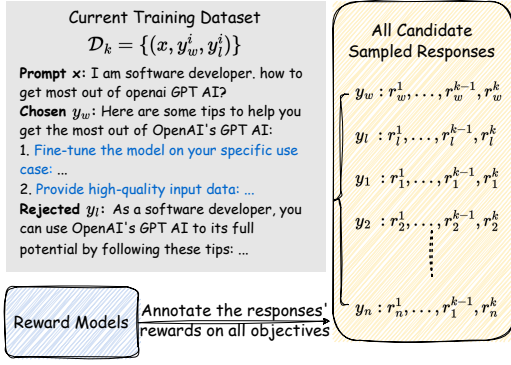 Current Training Dataset
$\mathcal{D}_k = \{(x, y_w^i, y_l^i)\}$
Prompt x: I am software developer. how to
get most out of openai GPT AI?
Chosen $y_w$: Here are some tips to help you
get the most out of OpenAI's GPT AI:
1. Fine-tune the model on your specific use
case: ...
2. Provide high-quality input data: ...
Rejected $y_l$: As a software developer, you
can use OpenAI's GPT AI to its full
potential by following these tips: ...
Reward Models
Annotate the responses'
rewards on all objectives
All Candidate
Sampled Responses
$y_w : r_w^1, \ldots, r_w^{k-1}, r_w^k$
$y_l : r_l^1, \ldots, r_l^{k-1}, r_l^k$
$y_1 : r_1^1, \ldots, r_1^{k-1}, r_1^k$
$y_2 : r_2^1, \ldots, r_2^{k-1}, r_2^k$
$y_n : r_n^1, \ldots, r_1^{k-1}, r_n^k$